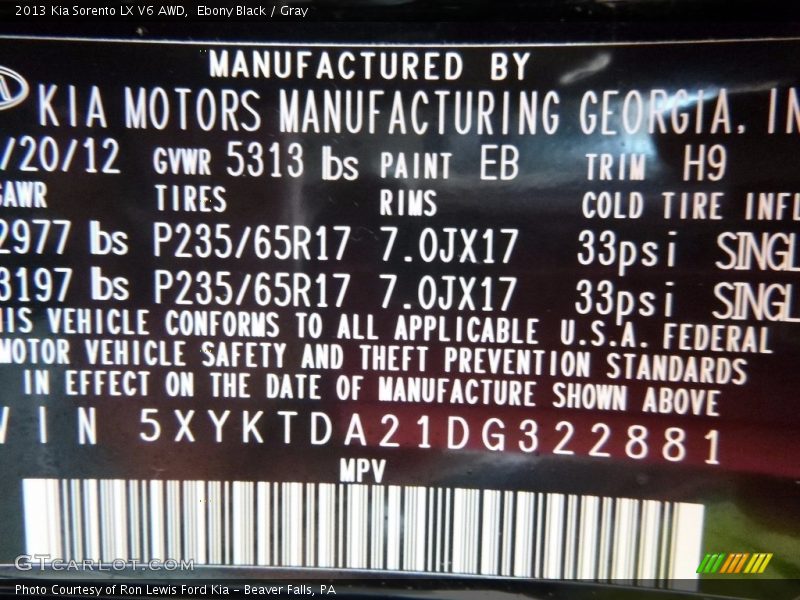 2013 Kia Sorento LX V6 AWD,  Ebony Black / Gray
MANUFACTURED BY
KIA MOTORS MANUFACTURING GEORGIA, IN
/20/12 GVWR 5313 lbs PAINT EB TRIM H9
GAWR TIRES RIMS COLD TIRE INFL
2977 lbs P235/65R17 7.0JX17 33psi SINGL
3197 lbs P235/65R17 7.0JX17 33psi SINGL
HIS VEHICLE CONFORMS TO ALL APPLICABLE U.S.A. FEDERAL
MOTOR VEHICLE SAFETY AND THEFT PREVENTION STANDARDS
IN EFFECT ON THE DATE OF MANUFACTURE SHOWN ABOVE
VIN 5XYKTDA21DG322881
MPV
GTCARLOT.COM
Photo Courtesy of Ron Lewis Ford Kia - Beaver Falls, PA